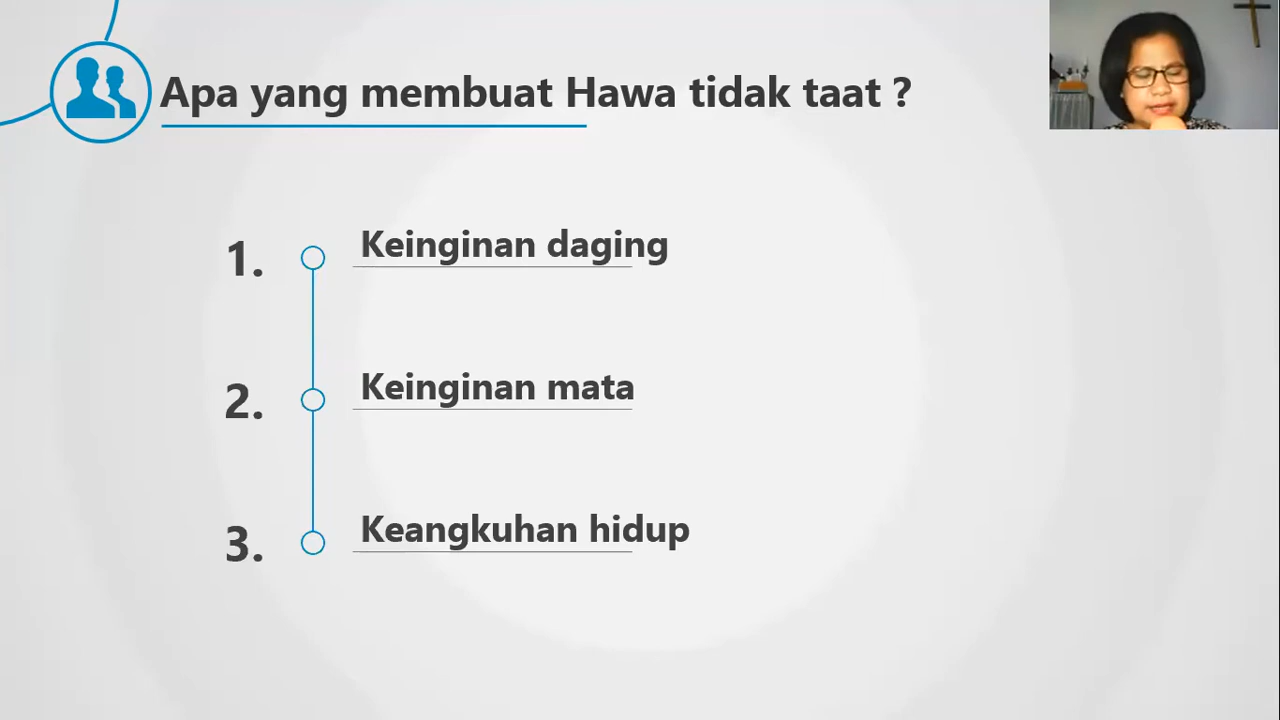 Apa yang membuat Hawa tidak taat ?
1. Keinginan daging
2. Keinginan mata
3. Keangkuhan hidup